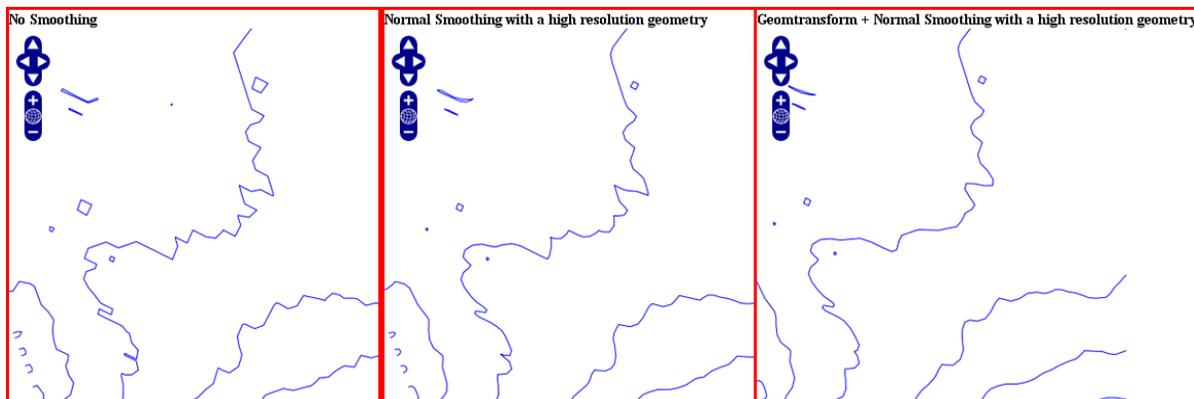 No Smoothing
Normal Smoothing with a high resolution geometry
Geomtransform + Normal Smoothing with a high resolution geometry